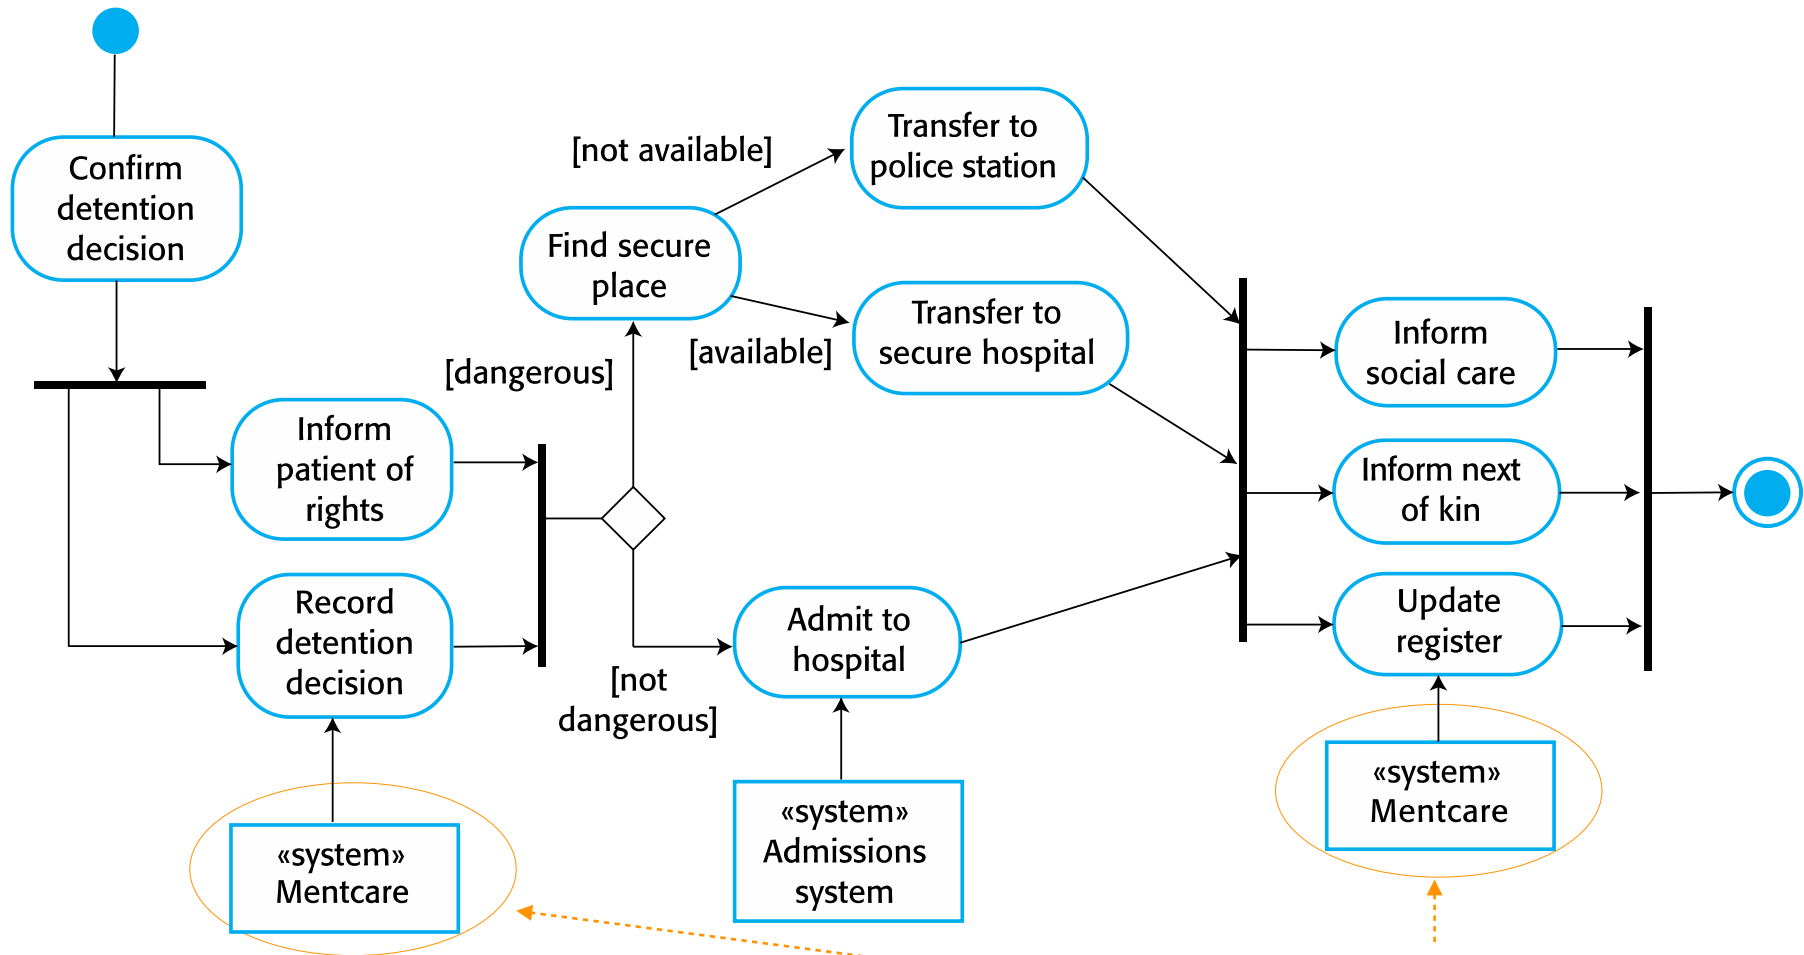 Confirm
detention
decision
Inform
patient of
rights
Record
detention
decision
«system»
Mentcare
[dangerous]
[not
dangerous]
Find secure
place
[not available]
[available]
Transfer to
police station
Transfer to
secure hospital
Admit to
hospital
«system»
Admissions
system
Inform
social care
Inform next
of kin
Update
register
«system»
Mentcare